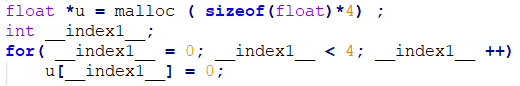 float *u = malloc ( sizeof(float)*4) ;
int __index1__;
for( __index1__ = 0; __index1__ < 4; __index1__ ++)
    u[__index1__] = 0;